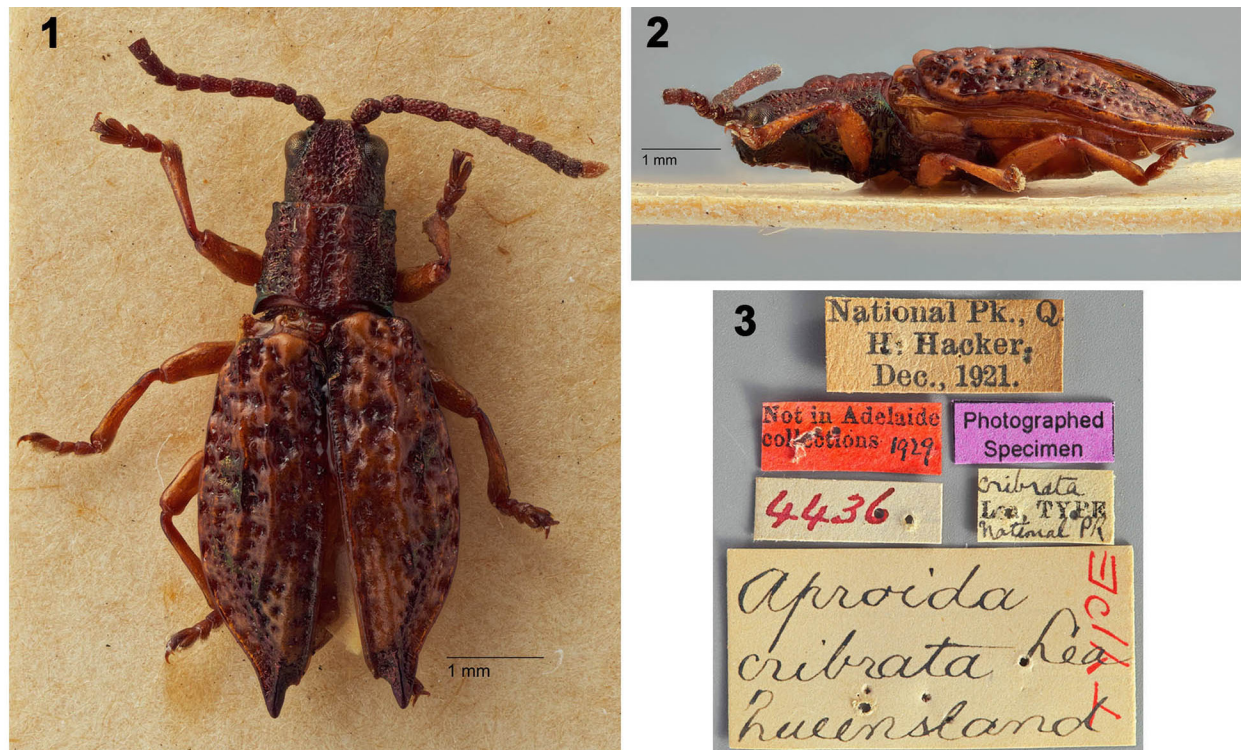 1
1 mm
2
1 mm
3
National Pk., Q.
H. Hacker,
Dec., 1921.
Not in Adelaide
collections 1929
Photographed
Specimen
4436
cribrata
Lea, TYPE
National Pk
Aproida
cribrata Lea
Queensland
TYPE